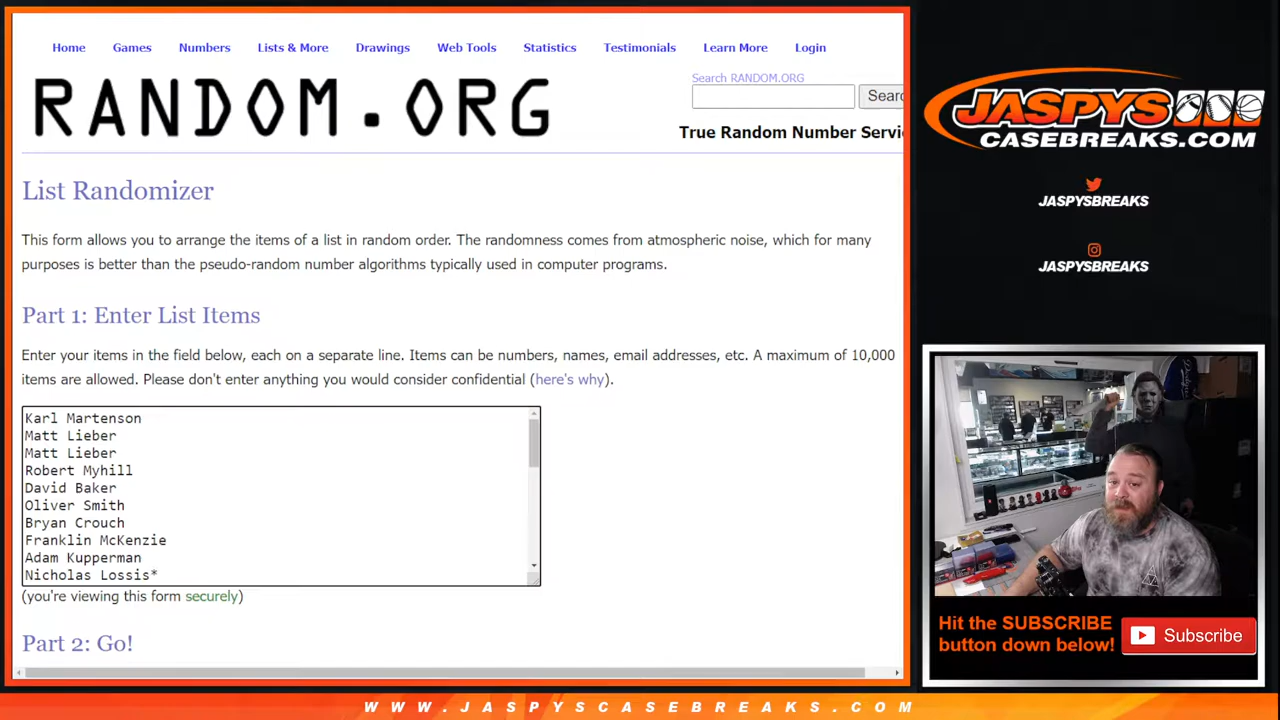 Home Games Numbers Lists & More Drawings Web Tools Statistics Testimonials Learn More Login
RANDOM.ORG
Search RANDOM.ORG
Searc
True Random Number Servi
List Randomizer
This form allows you to arrange the items of a list in random order. The randomness comes from atmospheric noise, which for many
purposes is better than the pseudo-random number algorithms typically used in computer programs.
Part 1: Enter List Items
Enter your items in the field below, each on a separate line. Items can be numbers, names, email addresses, etc. A maximum of 10,000
items are allowed. Please don't enter anything you would consider confidential (here's why).
Karl Martenson
Matt Lieber
Matt Lieber
Robert Myhill
David Baker
Oliver Smith
Bryan Crouch
Franklin McKenzie
Adam Kupperman
Nicholas Lossis*
(you're viewing this form securely)
Part 2: Go!
JASPYS
CASEBREAKS.COM
JASPYSBREAKS
JASPYSBREAKS
Hit the SUBSCRIBE
button down below!
Subscribe
WWW.JASPYSCASEBREAKS.COM